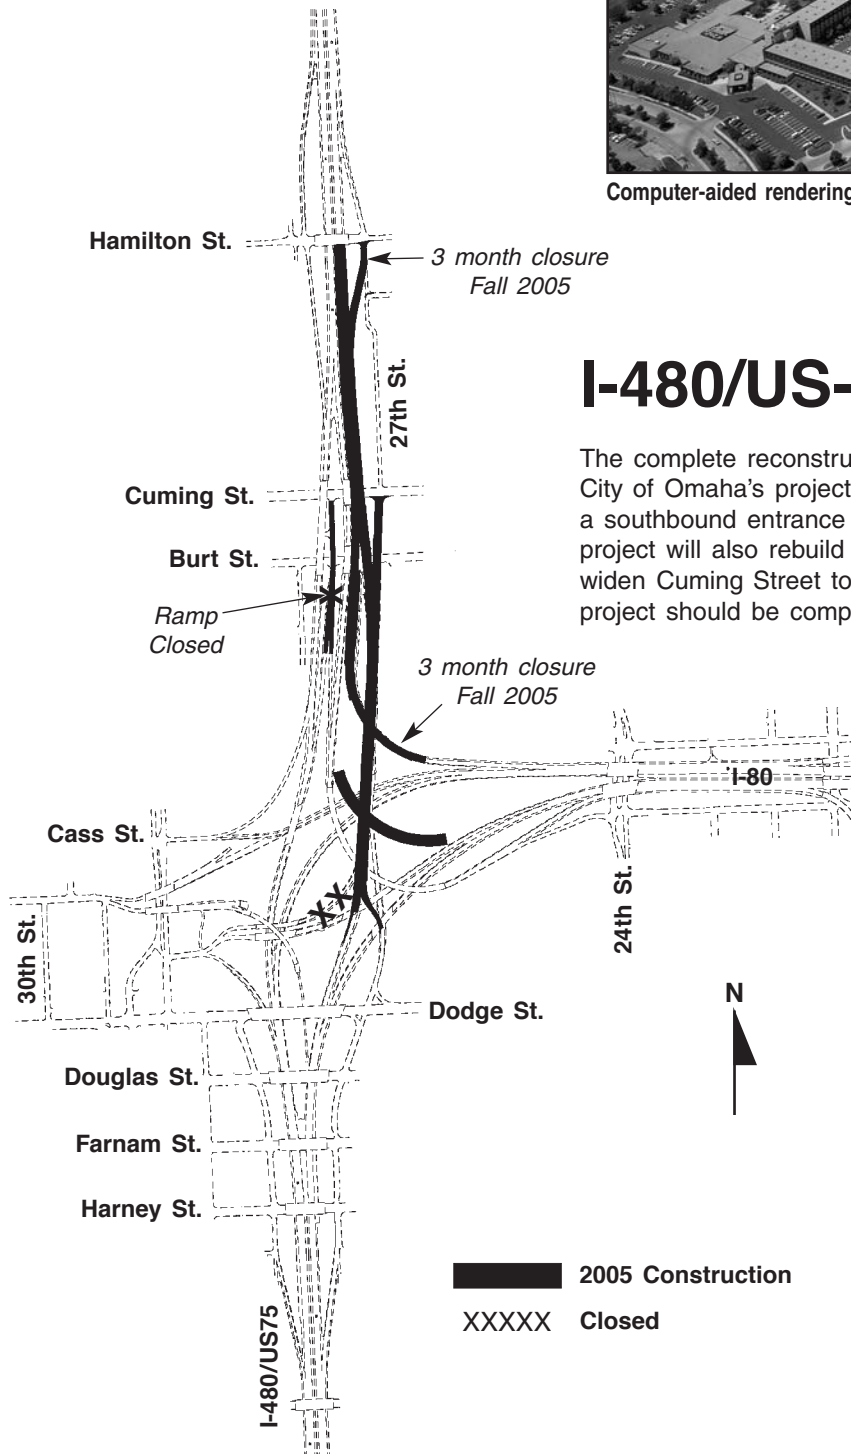 Computer-aided rendering
Hamilton St.
3 month closure
Fall 2005
27th St.
I-480/US-
The complete reconstru
City of Omaha's project
a southbound entrance
project will also rebuild
widen Cuming Street to
project should be comp
Cuming St.
Burt St.
Ramp
Closed
X
3 month closure
Fall 2005
I-80
Cass St.
XX
24th St.
30th St.
N
Dodge St.
Douglas St.
Farnam St.
Harney St.
2005 Construction
XXXXX Closed
I-480/US75